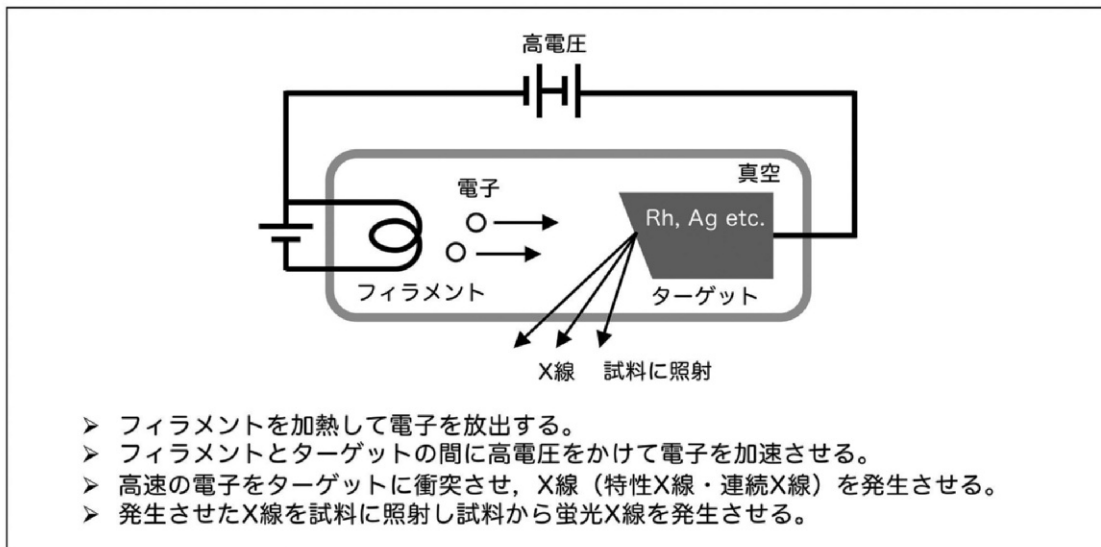 高電圧
真空
電子
Rh, Ag etc.
フィラメント
ターゲット
X線 試料に照射
➢ フィラメントを加熱して電子を放出する。
➢ フィラメントとターゲットの間に高電圧をかけて電子を加速させる。
➢ 高速の電子をターゲットに衝突させ，X線（特性X線・連続X線）を発生させる。
➢ 発生させたX線を試料に照射し試料から蛍光X線を発生させる。